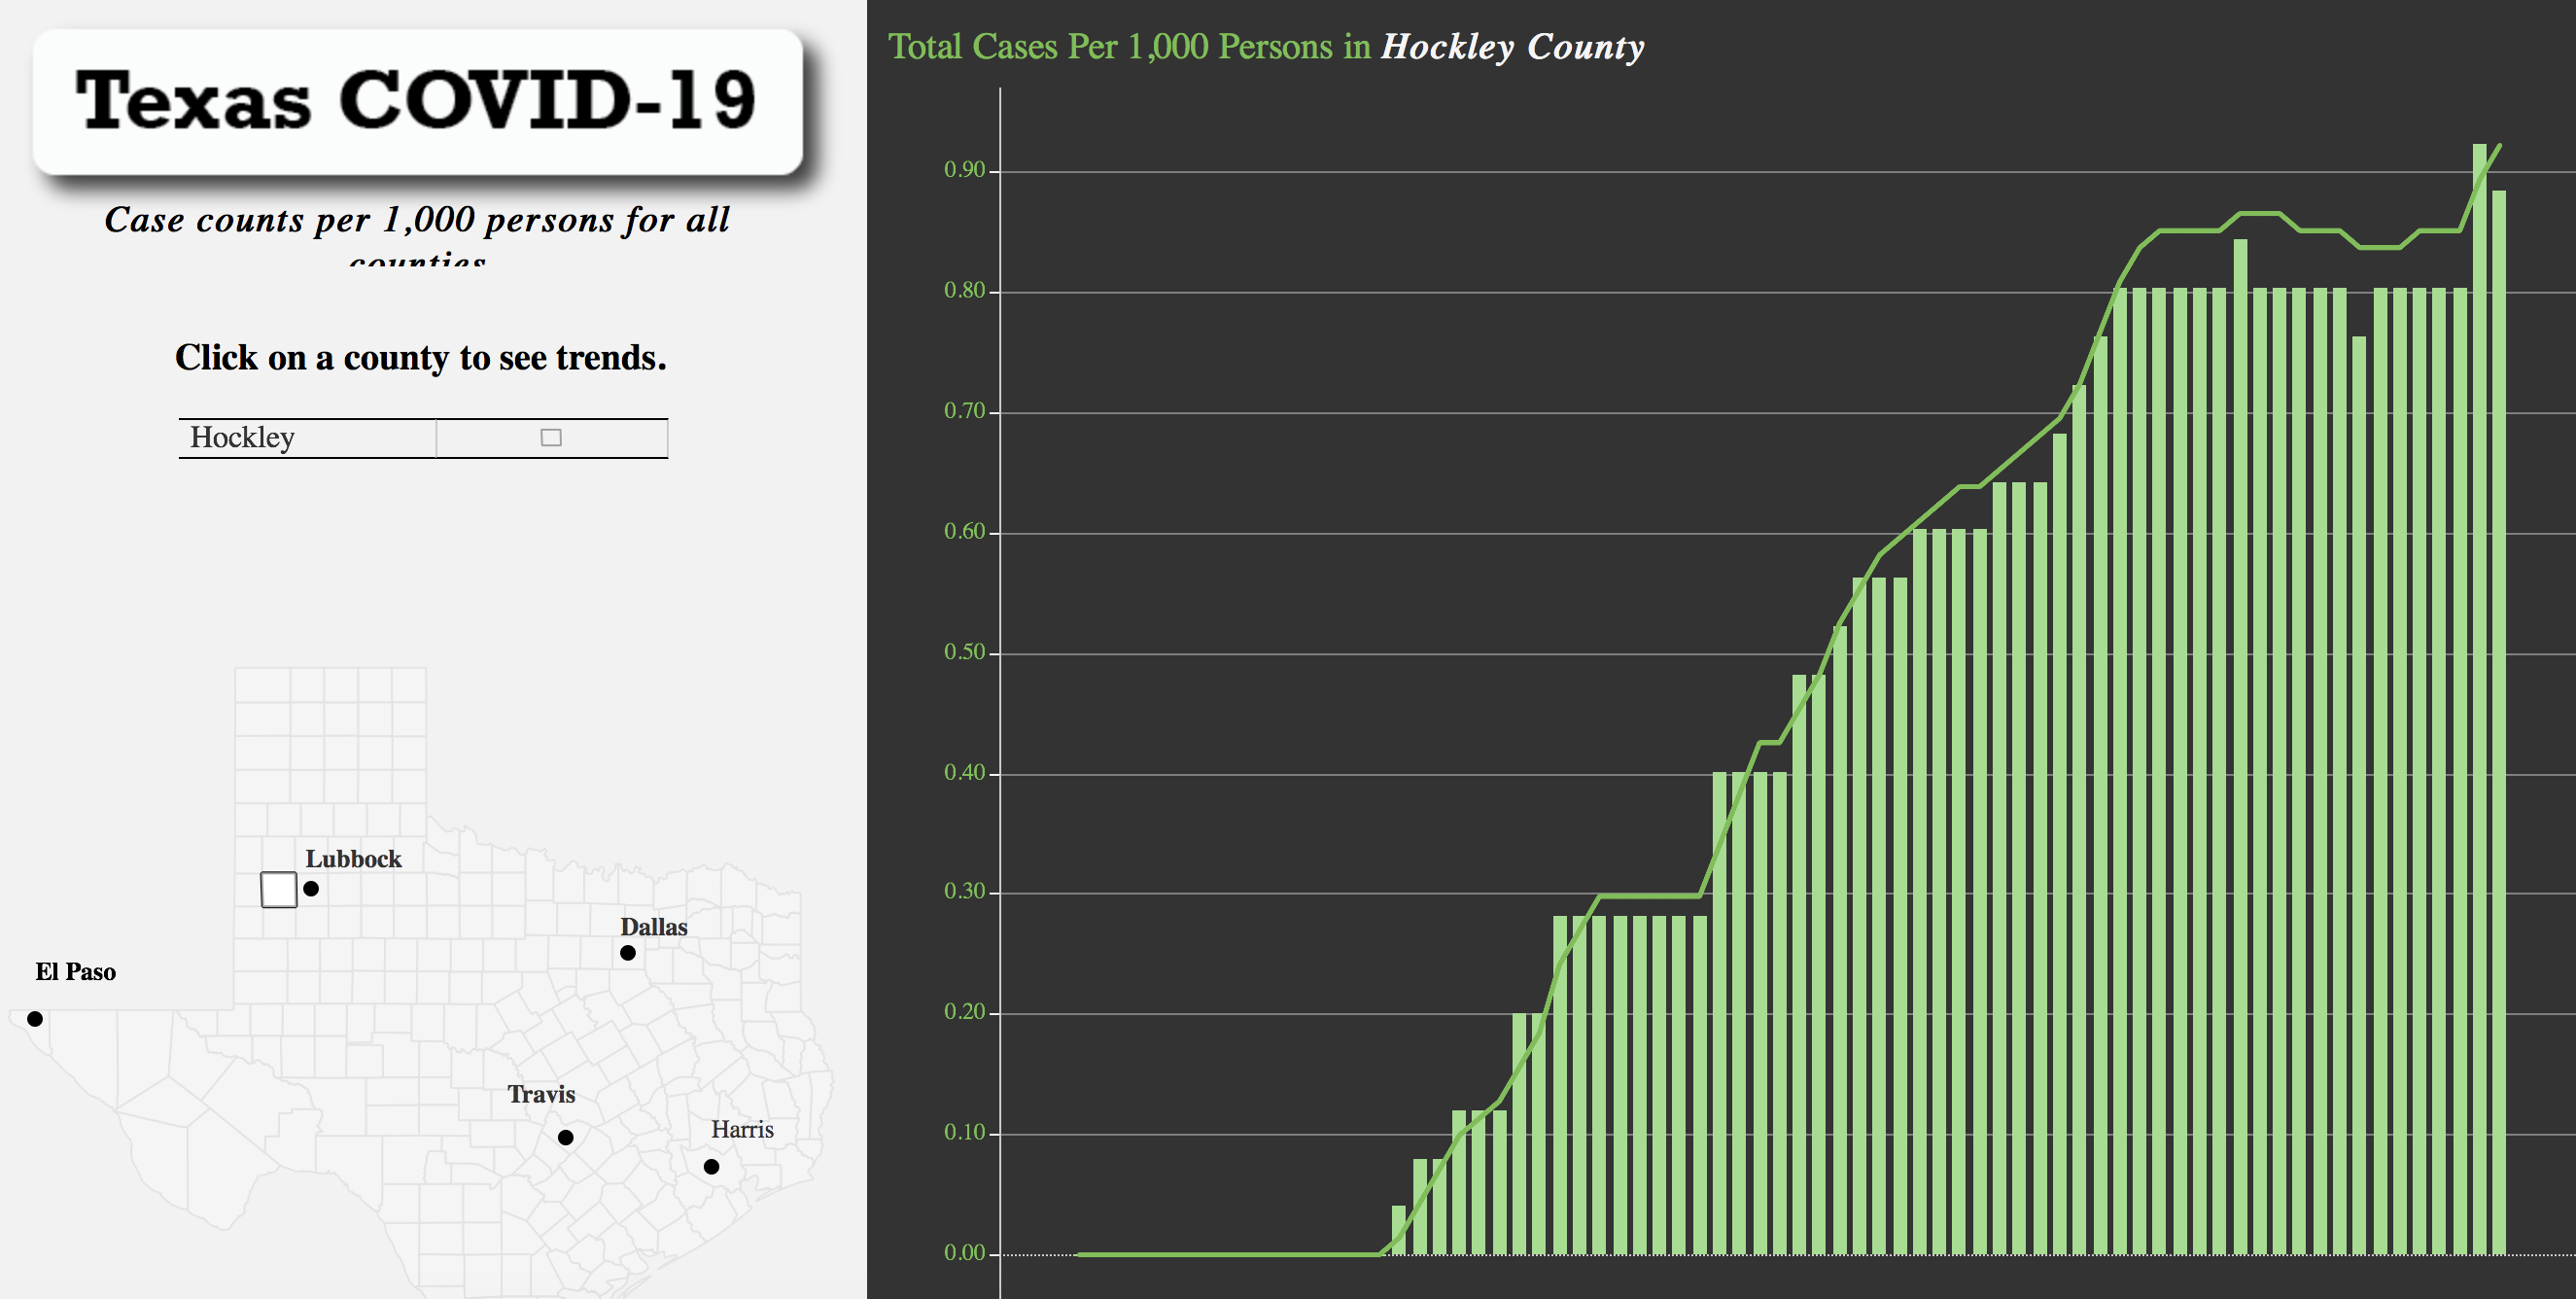 Texas COVID-19
Case counts per 1,000 persons for all
counties
Click on a county to see trends.
Hockley
Lubbock
Dallas
El Paso
Travis
Harris
Total Cases Per 1,000 Persons in Hockley County
0.90
0.80
0.70
0.60
0.50
0.40
0.30
0.20
0.10
0.00